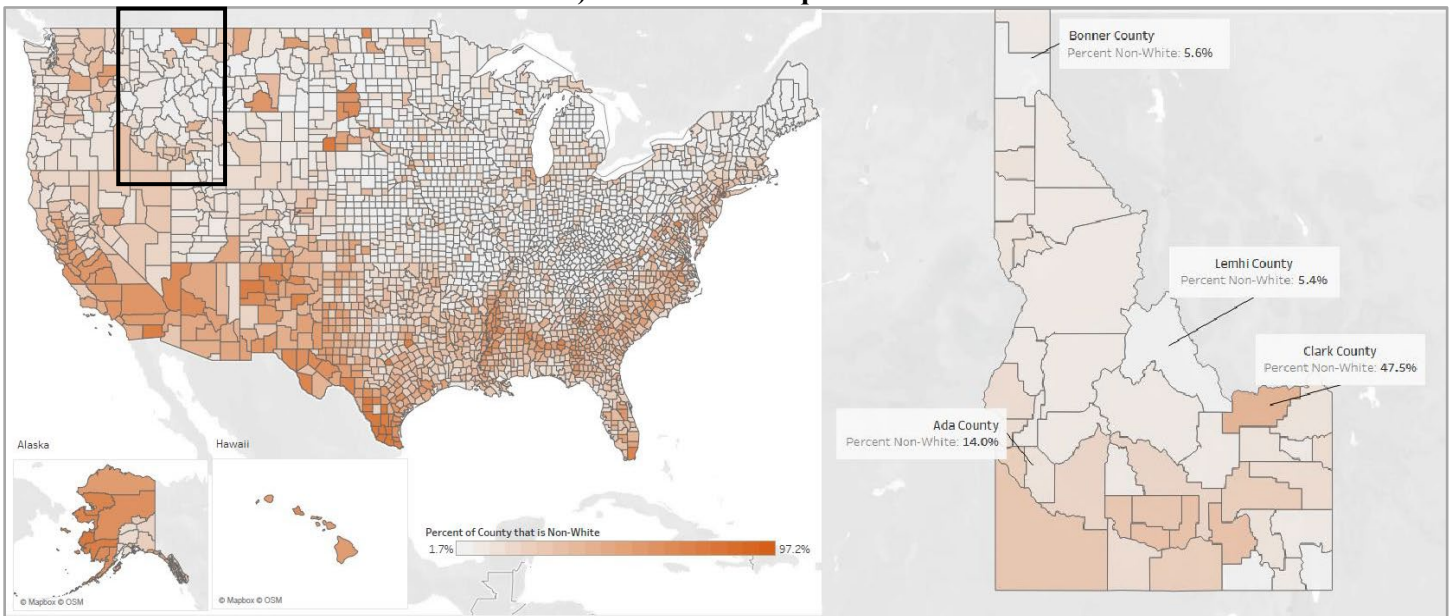 Bonner County
Percent Non-White: 5.6%
Lemhi County
Percent Non-White: 5.4%
Clark County
Percent Non-White: 47.5%
Ada County
Percent Non-White: 14.0%
Alaska
Hawaii
Percent of County that is Non-White
1.7%
97.2%
© Mapbox © OSM
© Mapbox © OSM